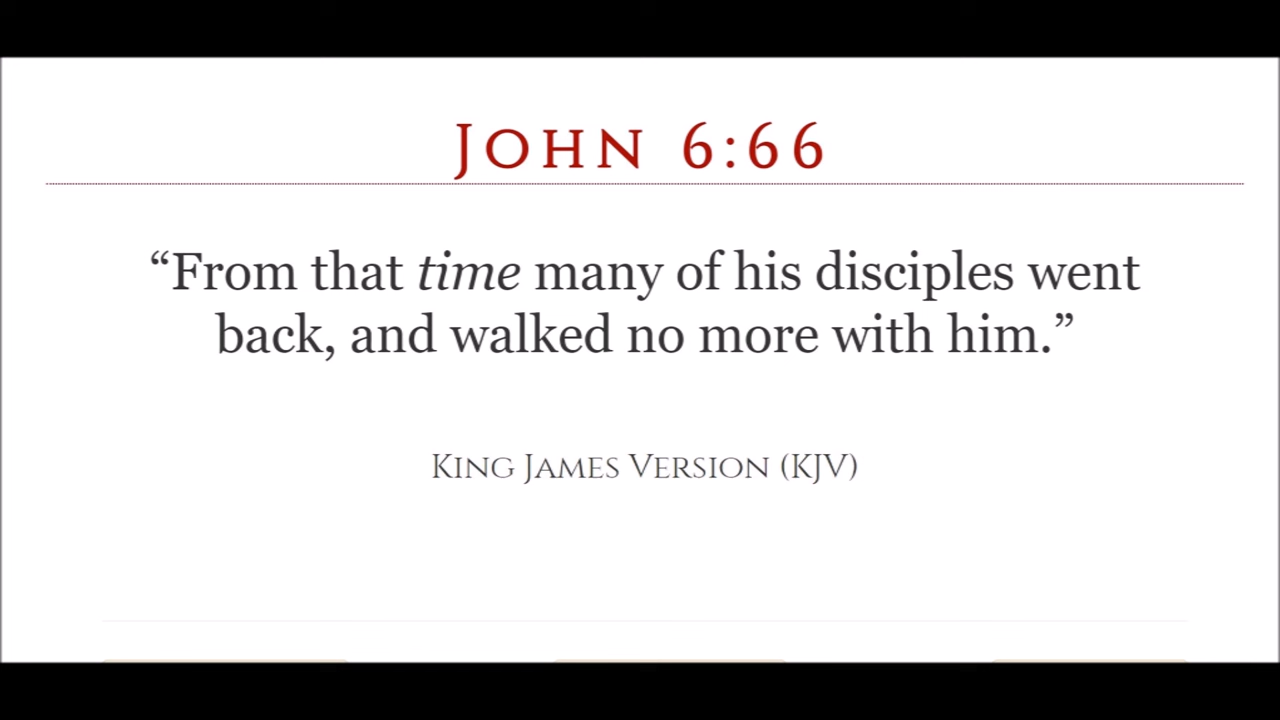 John 6:66
“From that time many of his disciples went
back, and walked no more with him.”
King James Version (KJV)